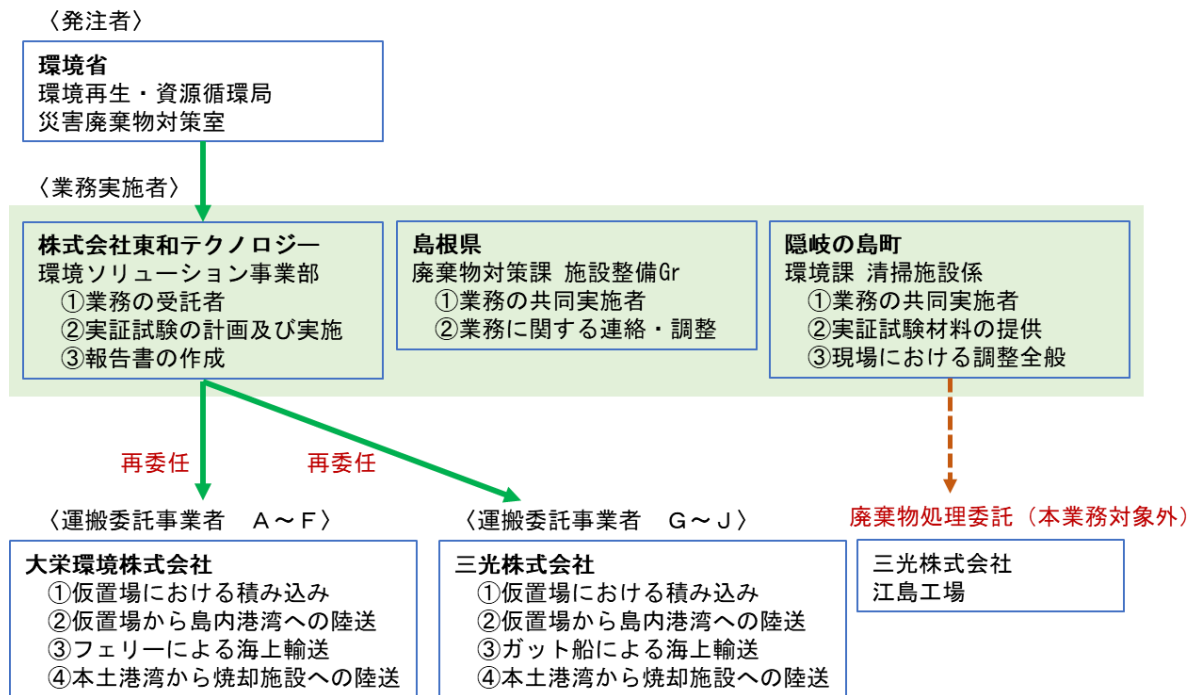 〈発注者〉
環境省
環境再生・資源循環局
災害廃棄物対策室
〈業務実施者〉
株式会社東和テクノロジー
環境ソリューション事業部
①業務の受託者
②実証試験の計画及び実施
③報告書の作成
島根県
廃棄物対策課 施設整備Gr
①業務の共同実施者
②業務に関する連絡・調整
隠岐の島町
環境課 清掃施設係
①業務の共同実施者
②実証試験材料の提供
③現場における調整全般
再委任
再委任
〈運搬委託事業者 A～F〉
大栄環境株式会社
①仮置場における積み込み
②仮置場から島内港湾への陸送
③フェリーによる海上輸送
④本土港湾から焼却施設への陸送
〈運搬委託事業者 G～J〉
三光株式会社
①仮置場における積み込み
②仮置場から島内港湾への陸送
③ガット船による海上輸送
④本土港湾から焼却施設への陸送
廃棄物処理委託（本業務対象外）
三光株式会社
江島工場